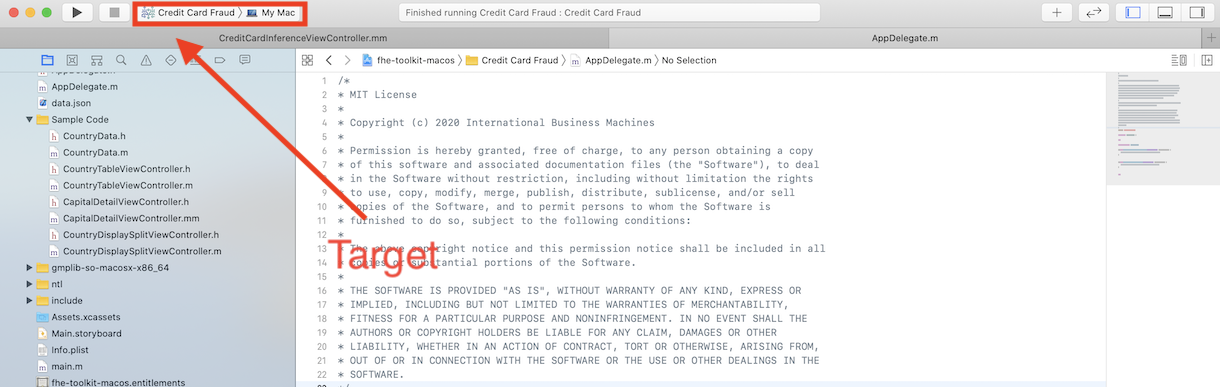 Credit Card Fraud 〉 My Mac
Finished running Credit Card Fraud : Credit Card Fraud
CreditCardInferenceViewController.mm
AppDelegate.m
fhe-toolkit-macos 〉 Credit Card Fraud 〉 AppDelegate.m 〉 No Selection
AppDelegate.m
data.json
Sample Code
CountryData.h
CountryData.m
CountryTableViewController.h
CountryTableViewController.m
CapitalDetailViewController.h
CapitalDetailViewController.mm
CountryDisplaySplitViewController.h
CountryDisplaySplitViewController.m
gmplib-so-macosx-x86_64
ntl
include
Assets.xcassets
Main.storyboard
Info.plist
main.m
fhe-toolkit-macos.entitlements
1 /*
2 * MIT License
3 *
4 * Copyright (c) 2020 International Business Machines
5 *
6 * Permission is hereby granted, free of charge, to any person obtaining a copy
7 * of this software and associated documentation files (the "Software"), to deal
8 * in the Software without restriction, including without limitation the rights
9 * to use, copy, modify, merge, publish, distribute, sublicense, and/or sell
10 * copies of the Software, and to permit persons to whom the Software is
11 * furnished to do so, subject to the following conditions:
12 *
13 * The above copyright notice and this permission notice shall be included in all
14 * copies or substantial portions of the Software.
15 *
16 * THE SOFTWARE IS PROVIDED "AS IS", WITHOUT WARRANTY OF ANY KIND, EXPRESS OR
17 * IMPLIED, INCLUDING BUT NOT LIMITED TO THE WARRANTIES OF MERCHANTABILITY,
18 * FITNESS FOR A PARTICULAR PURPOSE AND NONINFRINGEMENT. IN NO EVENT SHALL THE
19 * AUTHORS OR COPYRIGHT HOLDERS BE LIABLE FOR ANY CLAIM, DAMAGES OR OTHER
20 * LIABILITY, WHETHER IN AN ACTION OF CONTRACT, TORT OR OTHERWISE, ARISING FROM,
21 * OUT OF OR IN CONNECTION WITH THE SOFTWARE OR THE USE OR OTHER DEALINGS IN THE
22 * SOFTWARE.
Target